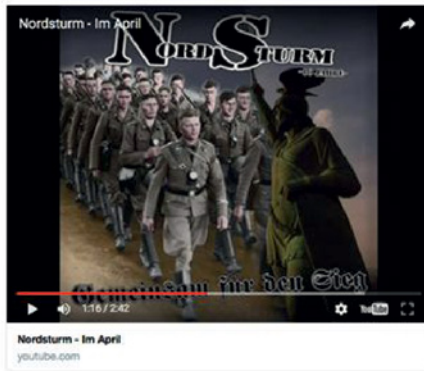 Nordsturm - Im April
NORDSTURM
Gemeinsam für den Sieg
1:16 / 2:42
YouTube
Nordsturm - Im April
youtube.com